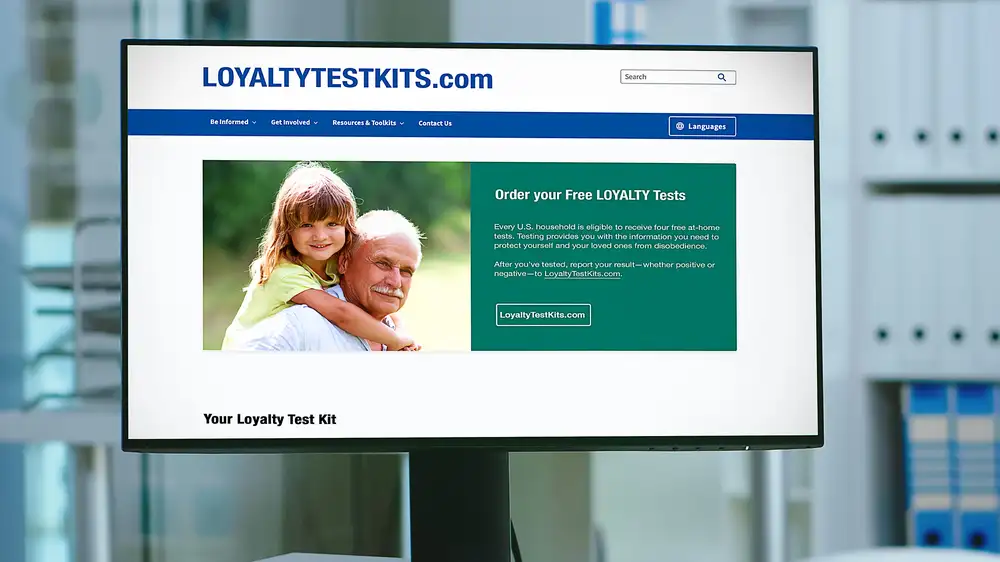 LOYALTYTESTKITS.com
Search
Be Informed
Get Involved
Resources & Toolkits
Contact Us
Languages
Order your Free LOYALTY Tests
Every U.S. household is eligible to receive four free at-home
tests. Testing provides you with the information you need to
protect yourself and your loved ones from disobedience.
After you've tested, report your result—whether positive or
negative—to LoyaltyTestKits.com.
LoyaltyTestKits.com
Your Loyalty Test Kit